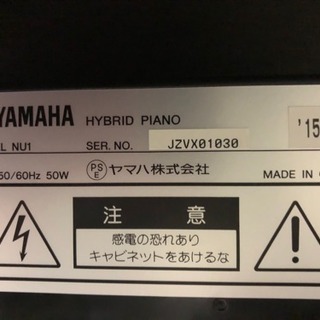 YAMAHA HYBRID PIANO '15
L NU1 SER. NO. JZVX01030
50/60Hz 50W PSE ヤマハ株式会社 MADE IN
注 意
感電の恐れあり
キャビネットをあけるな